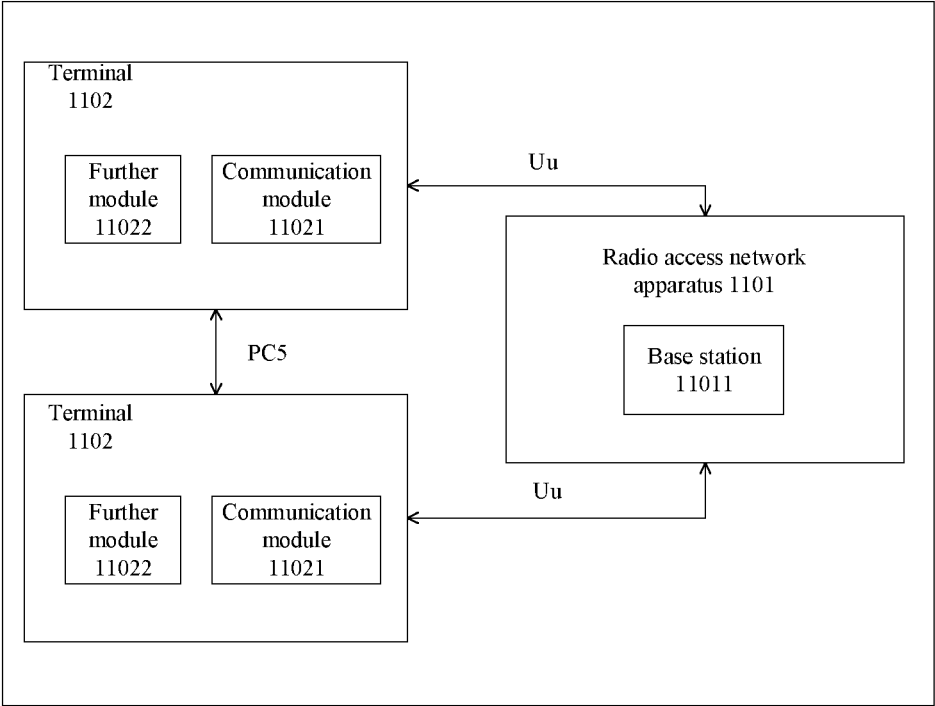 Terminal
1102
Further
module
11022
Communication
module
11021
Uu
Radio access network
apparatus 1101
Base station
11011
PC5
Terminal
1102
Further
module
11022
Communication
module
11021
Uu